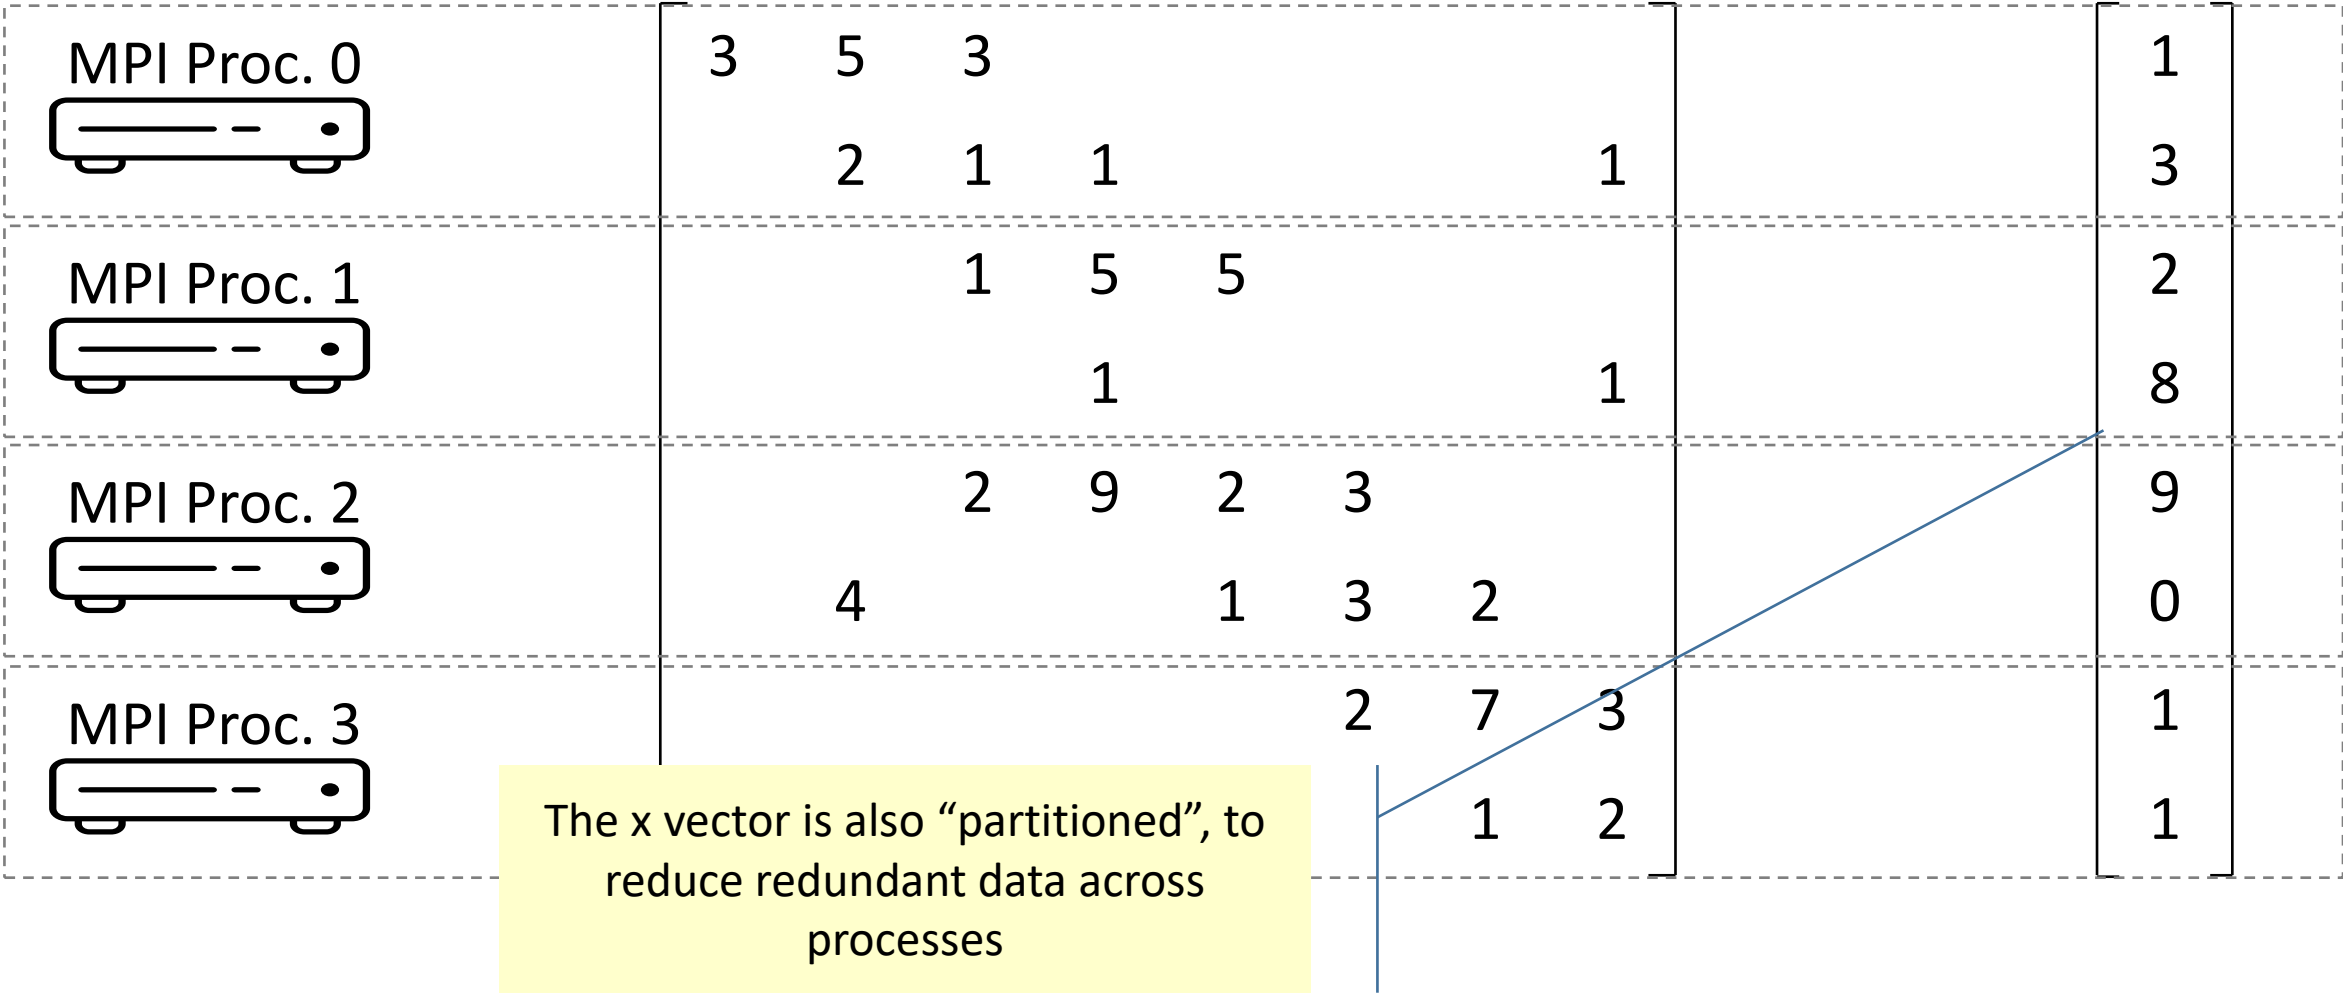 MPI Proc. 0
3 5 3 1
2 1 1 1 3
MPI Proc. 1
1 5 5 2
1 1 8
MPI Proc. 2
2 9 2 3 9
4 1 3 2 0
MPI Proc. 3
2 7 3 1
1 2 1
The x vector is also “partitioned”, to
reduce redundant data across
processes